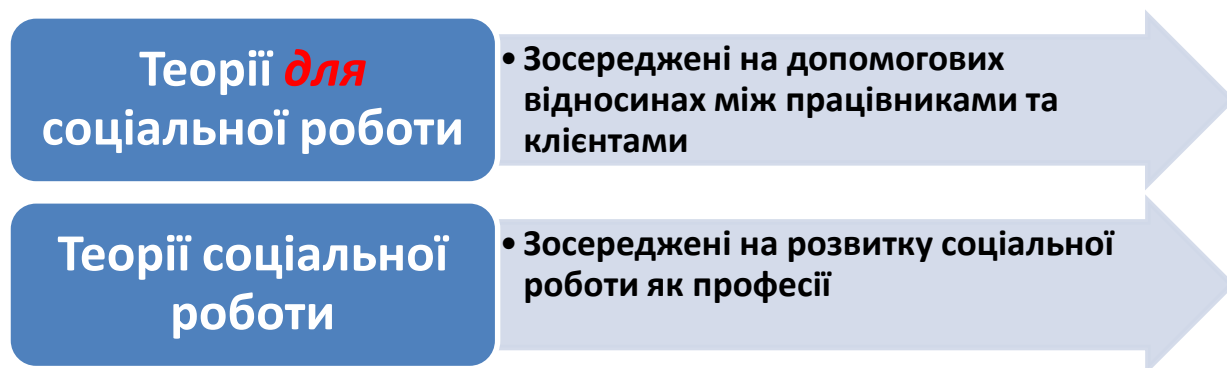 Теорії для
соціальної роботи
• Зосереджені на допомогових
відносинах між працівниками та
клієнтами
Теорії соціальної
роботи
• Зосереджені на розвитку соціальної
роботи як професії